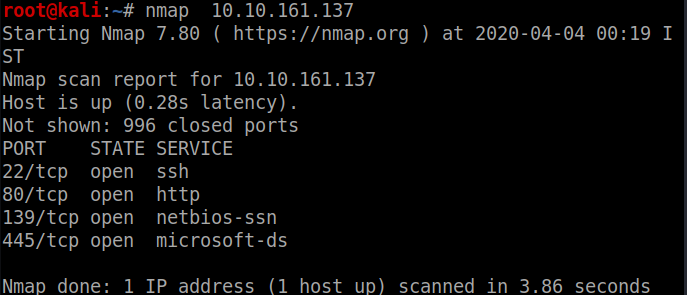 root@kali:~# nmap  10.10.161.137
Starting Nmap 7.80 ( https://nmap.org ) at 2020-04-04 00:19 I
ST
Nmap scan report for 10.10.161.137
Host is up (0.28s latency).
Not shown: 996 closed ports
PORT    STATE SERVICE
22/tcp  open  ssh
80/tcp  open  http
139/tcp open  netbios-ssn
445/tcp open  microsoft-ds

Nmap done: 1 IP address (1 host up) scanned in 3.86 seconds